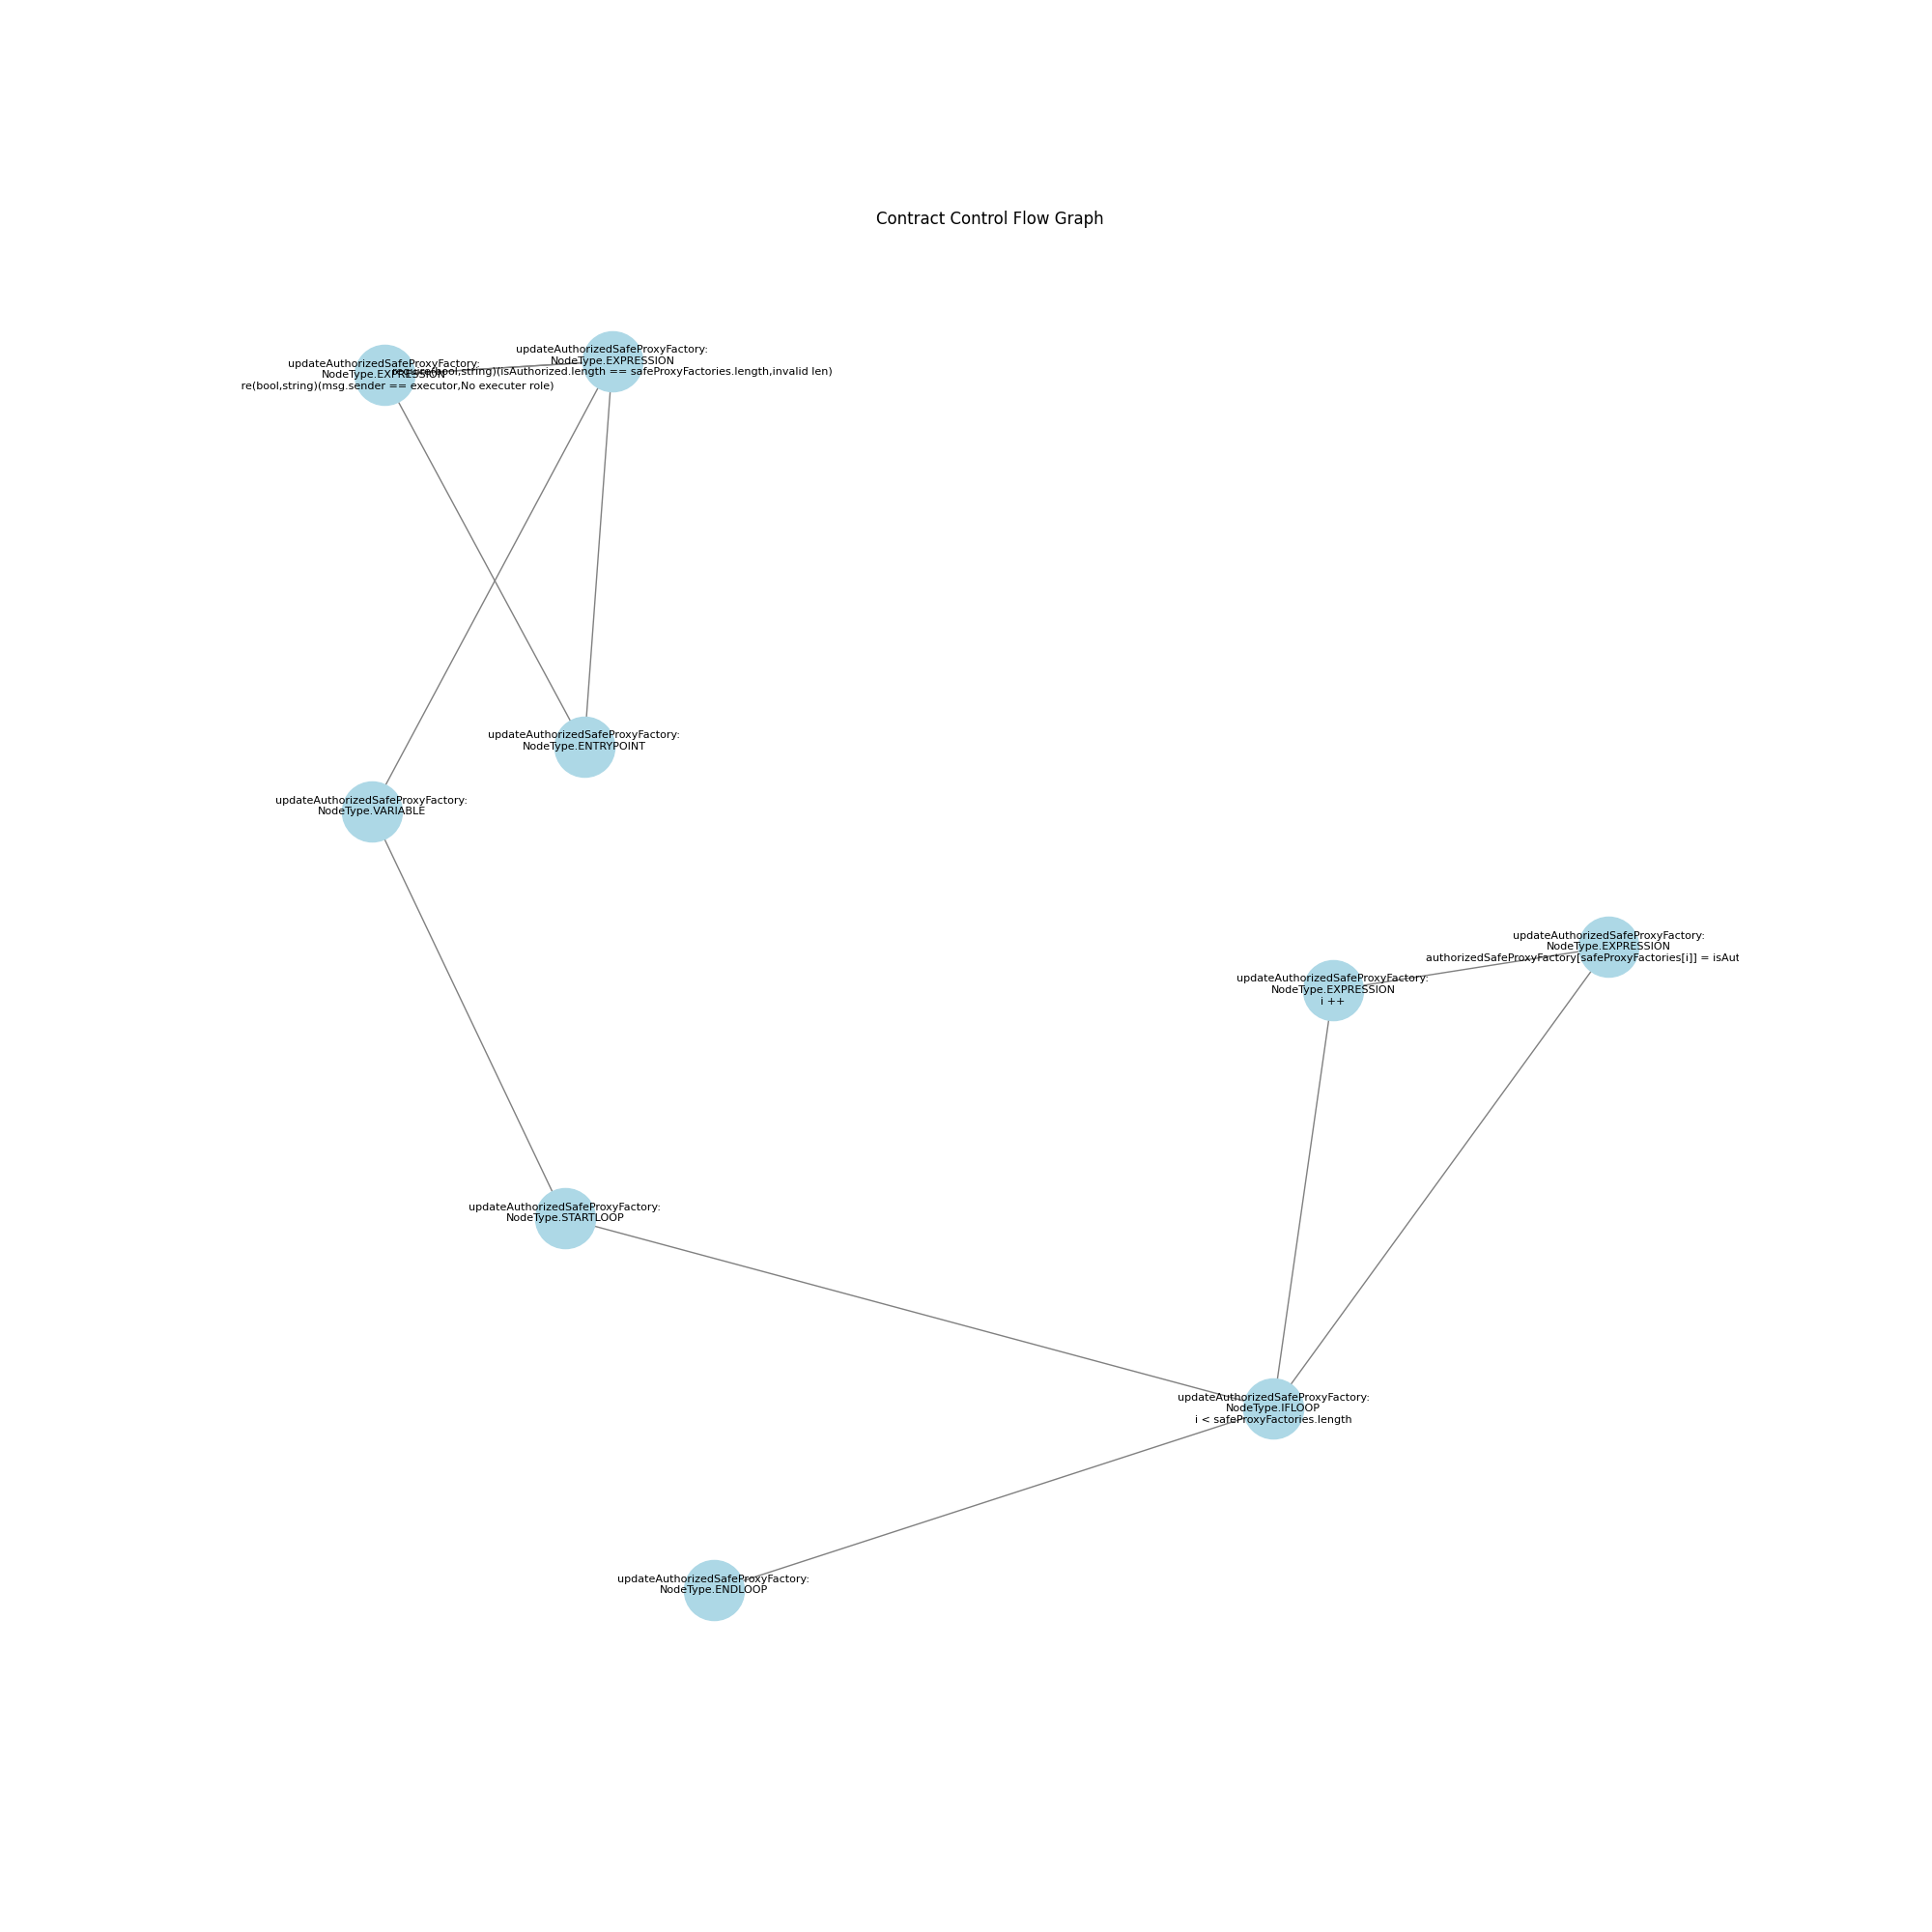 Contract Control Flow Graph
updateAuthorizedSafeProxyFactory:
NodeType.EXPRESSION
require(bool,string)(isAuthorized.length == safeProxyFactories.length,invalid len)
updateAuthorizedSafeProxyFactory:
NodeType.EXPRESSION
re(bool,string)(msg.sender == executor,No executer role)
updateAuthorizedSafeProxyFactory:
NodeType.ENTRYPOINT
updateAuthorizedSafeProxyFactory:
NodeType.VARIABLE
updateAuthorizedSafeProxyFactory:
NodeType.EXPRESSION
authorizedSafeProxyFactory[safeProxyFactories[i]] = isAut
updateAuthorizedSafeProxyFactory:
NodeType.EXPRESSION
i ++
updateAuthorizedSafeProxyFactory:
NodeType.STARTLOOP
updateAuthorizedSafeProxyFactory:
NodeType.IFLOOP
i < safeProxyFactories.length
updateAuthorizedSafeProxyFactory:
NodeType.ENDLOOP